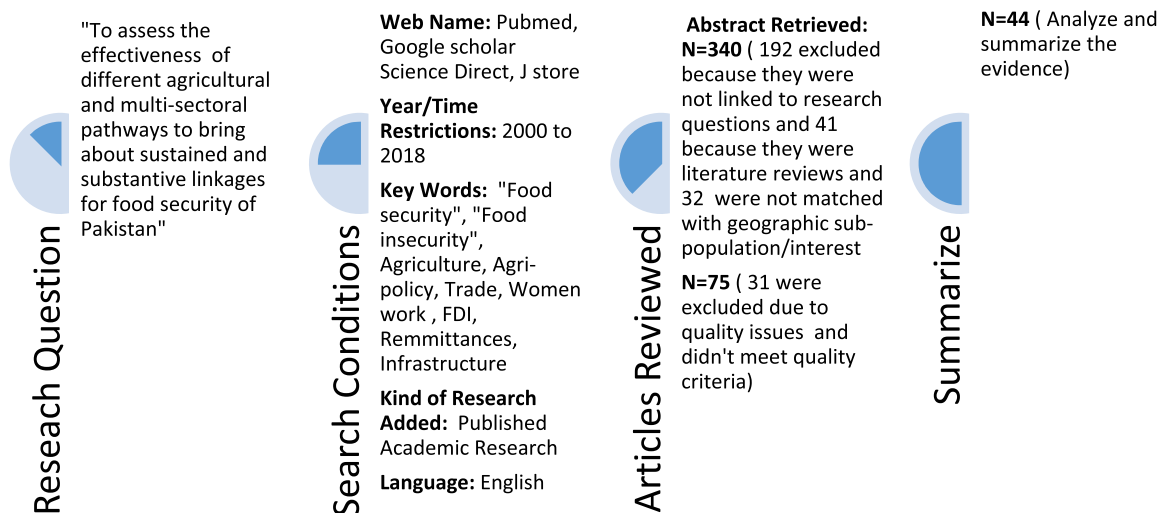 Reseach Question
"To assess the
effectiveness of
different agricultural
and multi-sectoral
pathways to bring
about sustained and
substantive linkages
for food security of
Pakistan"
Search Conditions
Web Name: Pubmed,
Google scholar
Science Direct, J store
Year/Time
Restrictions: 2000 to
2018
Key Words: "Food
security", "Food
insecurity",
Agriculture, Agri-
policy, Trade, Women
work , FDI,
Remmittances,
Infrastructure
Kind of Research
Added: Published
Academic Research
Language: English
Articles Reviewed
Abstract Retrieved:
N=340 ( 192 excluded
because they were
not linked to research
questions and 41
because they were
literature reviews and
32 were not matched
with geographic sub-
population/interest
N=75 ( 31 were
excluded due to
quality issues and
didn't meet quality
criteria)
Summarize
N=44 ( Analyze and
summarize the
evidence)